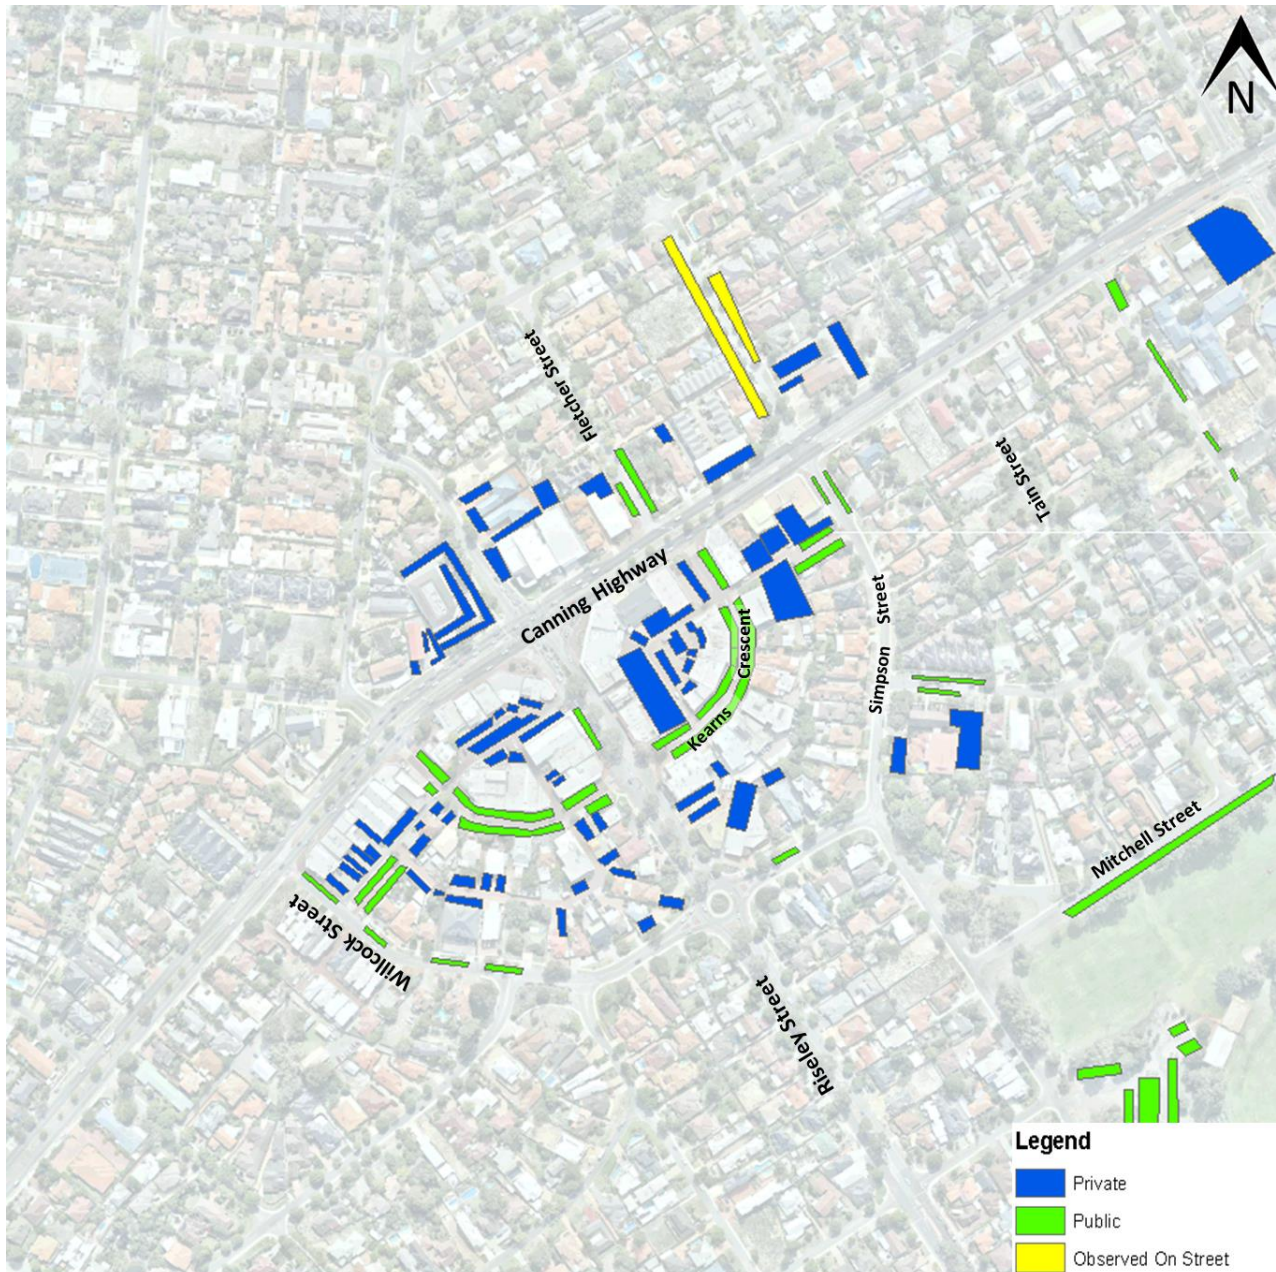 N
Fletcher Street
Tain Street
Canning Highway
Simpson Street
Kearns Crescent
Mitchell Street
Willcock Street
Riseley Street
Legend
Private
Public
Observed On Street